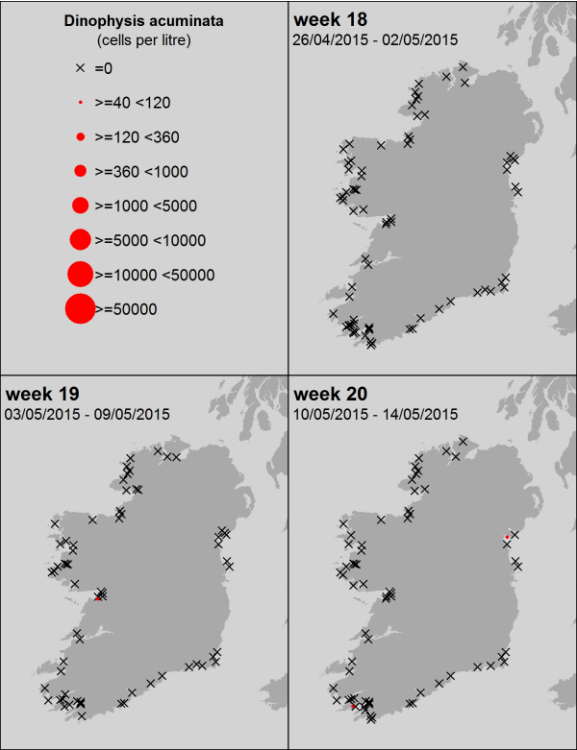 Dinophysis acuminata
(cells per litre)
=0
>=40 <120
>=120 <360
>=360 <1000
>=1000 <5000
>=5000 <10000
>=10000 <50000
>=50000
week 18
26/04/2015 - 02/05/2015
week 19
03/05/2015 - 09/05/2015
week 20
10/05/2015 - 14/05/2015